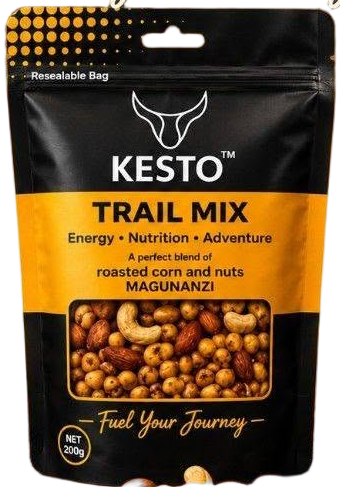 Resealable Bag
KESTO™
TRAIL MIX
Energy • Nutrition • Adventure
A perfect blend of
roasted corn and nuts
MAGUNANZI
— Fuel Your Journey —
NET
200g